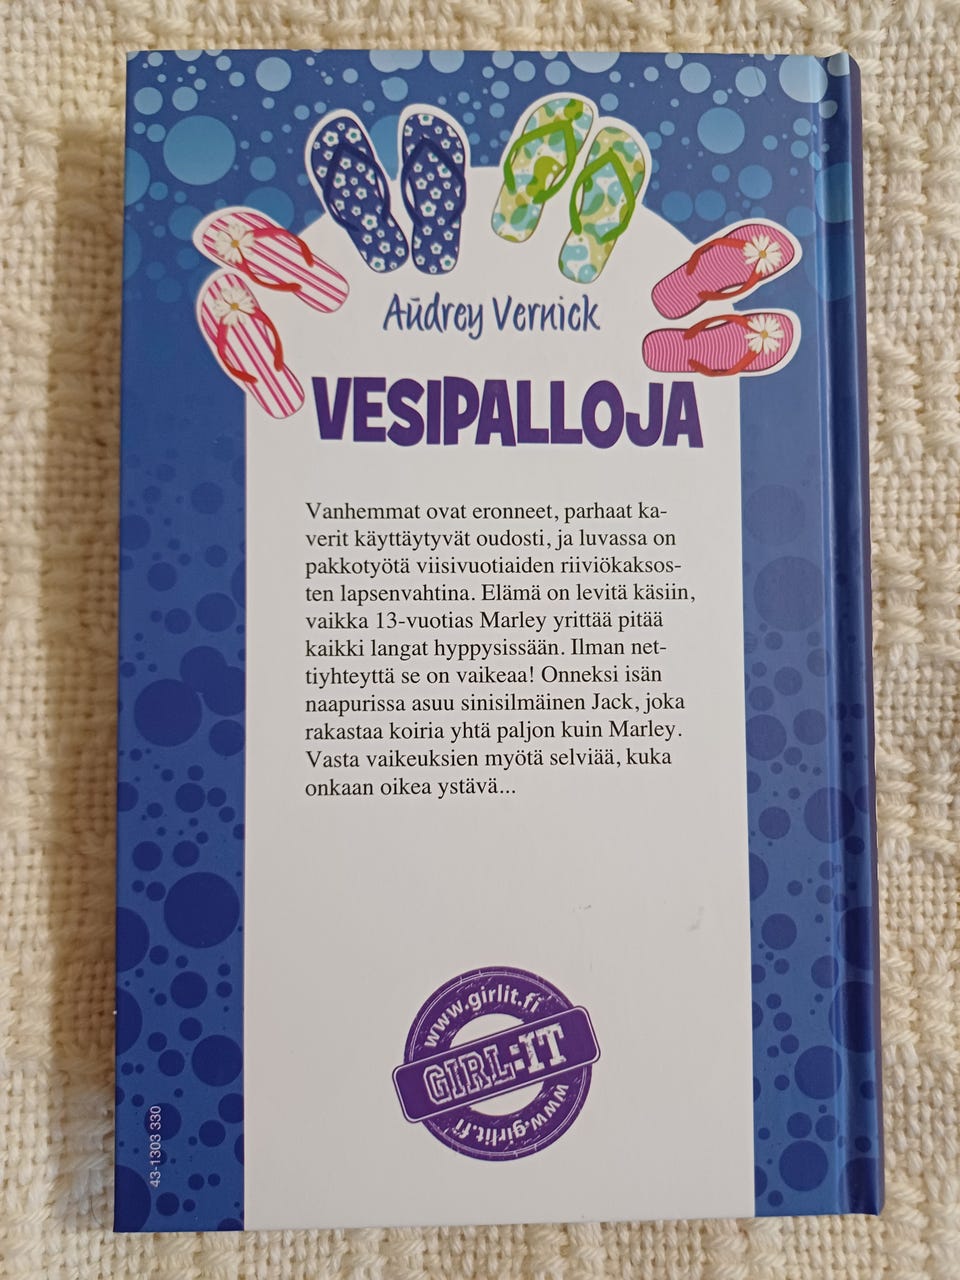 Audrey Vernick
VESIPALLOJA
Vanhemmat ovat eronneet, parhaat ka-
verit käyttäytyvät oudosti, ja luvassa on
pakkotyötä viisivuotiaiden riiviökaksos-
ten lapsenvahtina. Elämä on levitä käsiin,
vaikka 13-vuotias Marley yrittää pitää
kaikki langat hyppysissään. Ilman net-
tiyhteyttä se on vaikeaa! Onneksi isän
naapurissa asuu sinisilmäinen Jack, joka
rakastaa koiria yhtä paljon kuin Marley.
Vasta vaikeuksien myötä selviää, kuka
onkaan oikea ystävä...
www.girlit.fi
GIRL:IT
www.girlit.fi
43-1303 330